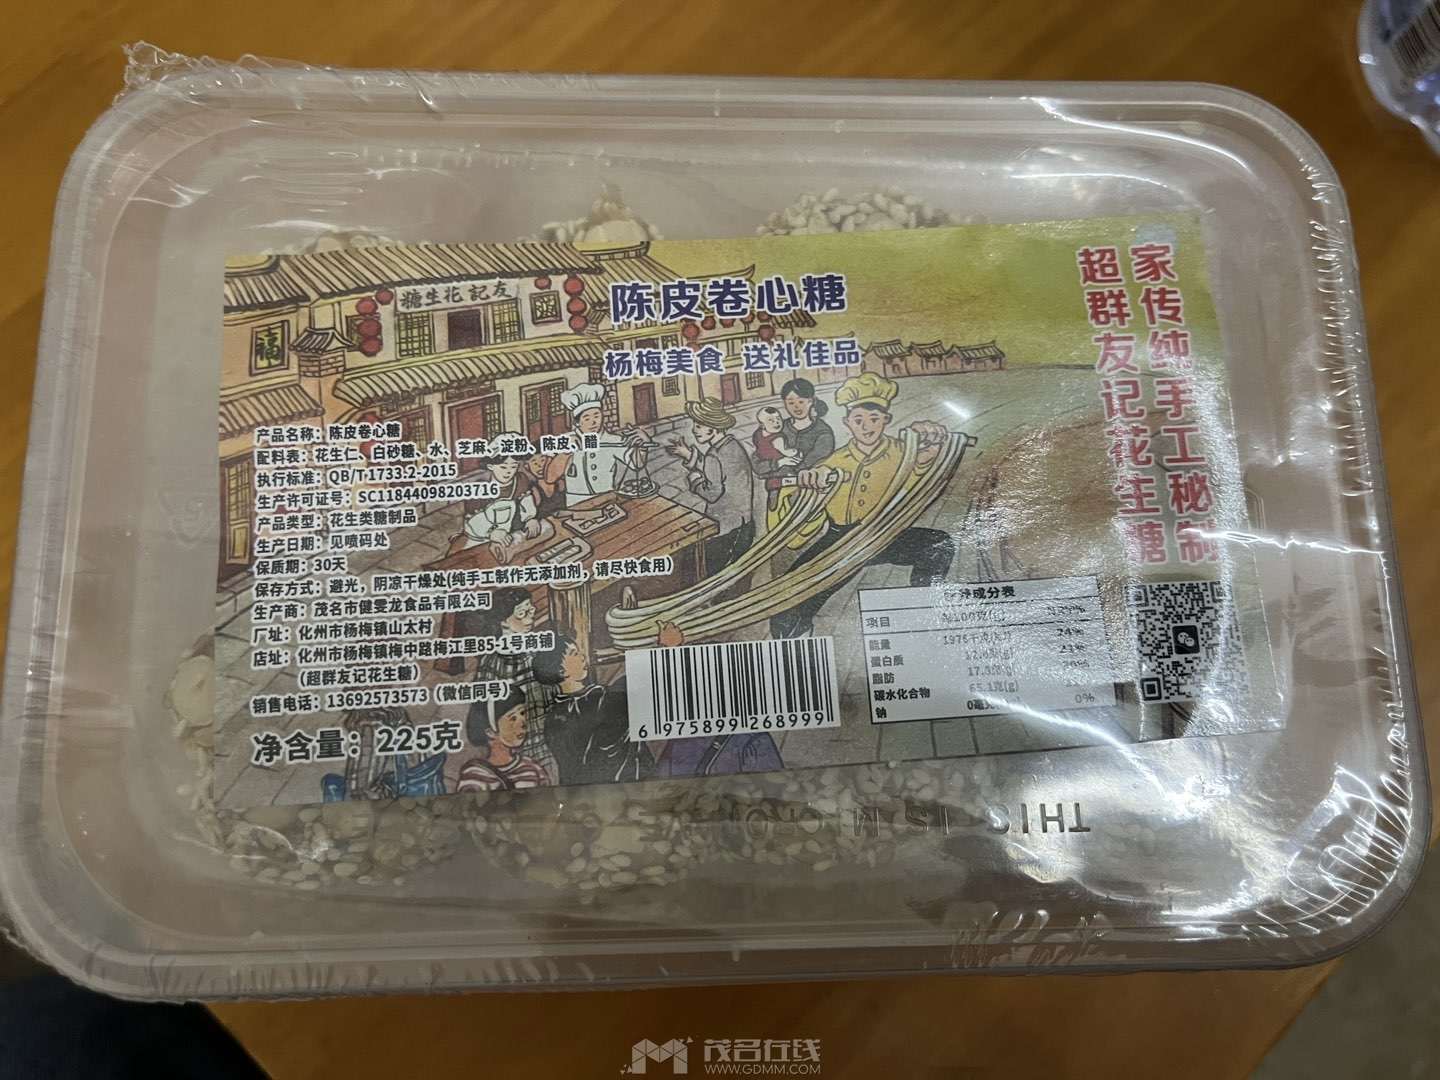 友記花生糖
福
陈皮卷心糖
杨梅美食 送礼佳品
家传纯手工秘制
超群友记花生糖
产品名称：陈皮卷心糖
配料表：花生仁、白砂糖、水、芝麻、淀粉、陈皮、醋
执行标准：QB/T1733.2-2015
生产许可证号：SC11844098203716
产品类型：花生类糖制品
生产日期：见喷码处
保质期：30天
保存方式：避光，阴凉干燥处(纯手工制作无添加剂，请尽快食用)
生产商：茂名市健雯龙食品有限公司
厂址：化州市杨梅镇山太村
店址：化州市杨梅镇梅中路梅江里85-1号商铺
(超群友记花生糖)
销售电话：13692573573（微信同号）
净含量：225克
6 975899 268999
成分表
项目
能量 24%
蛋白质
脂肪
碳水化合物 65.1克(g)
钠 0%
THIS IS MICROWAVE
茂名在线
WWW.GDMM.COM